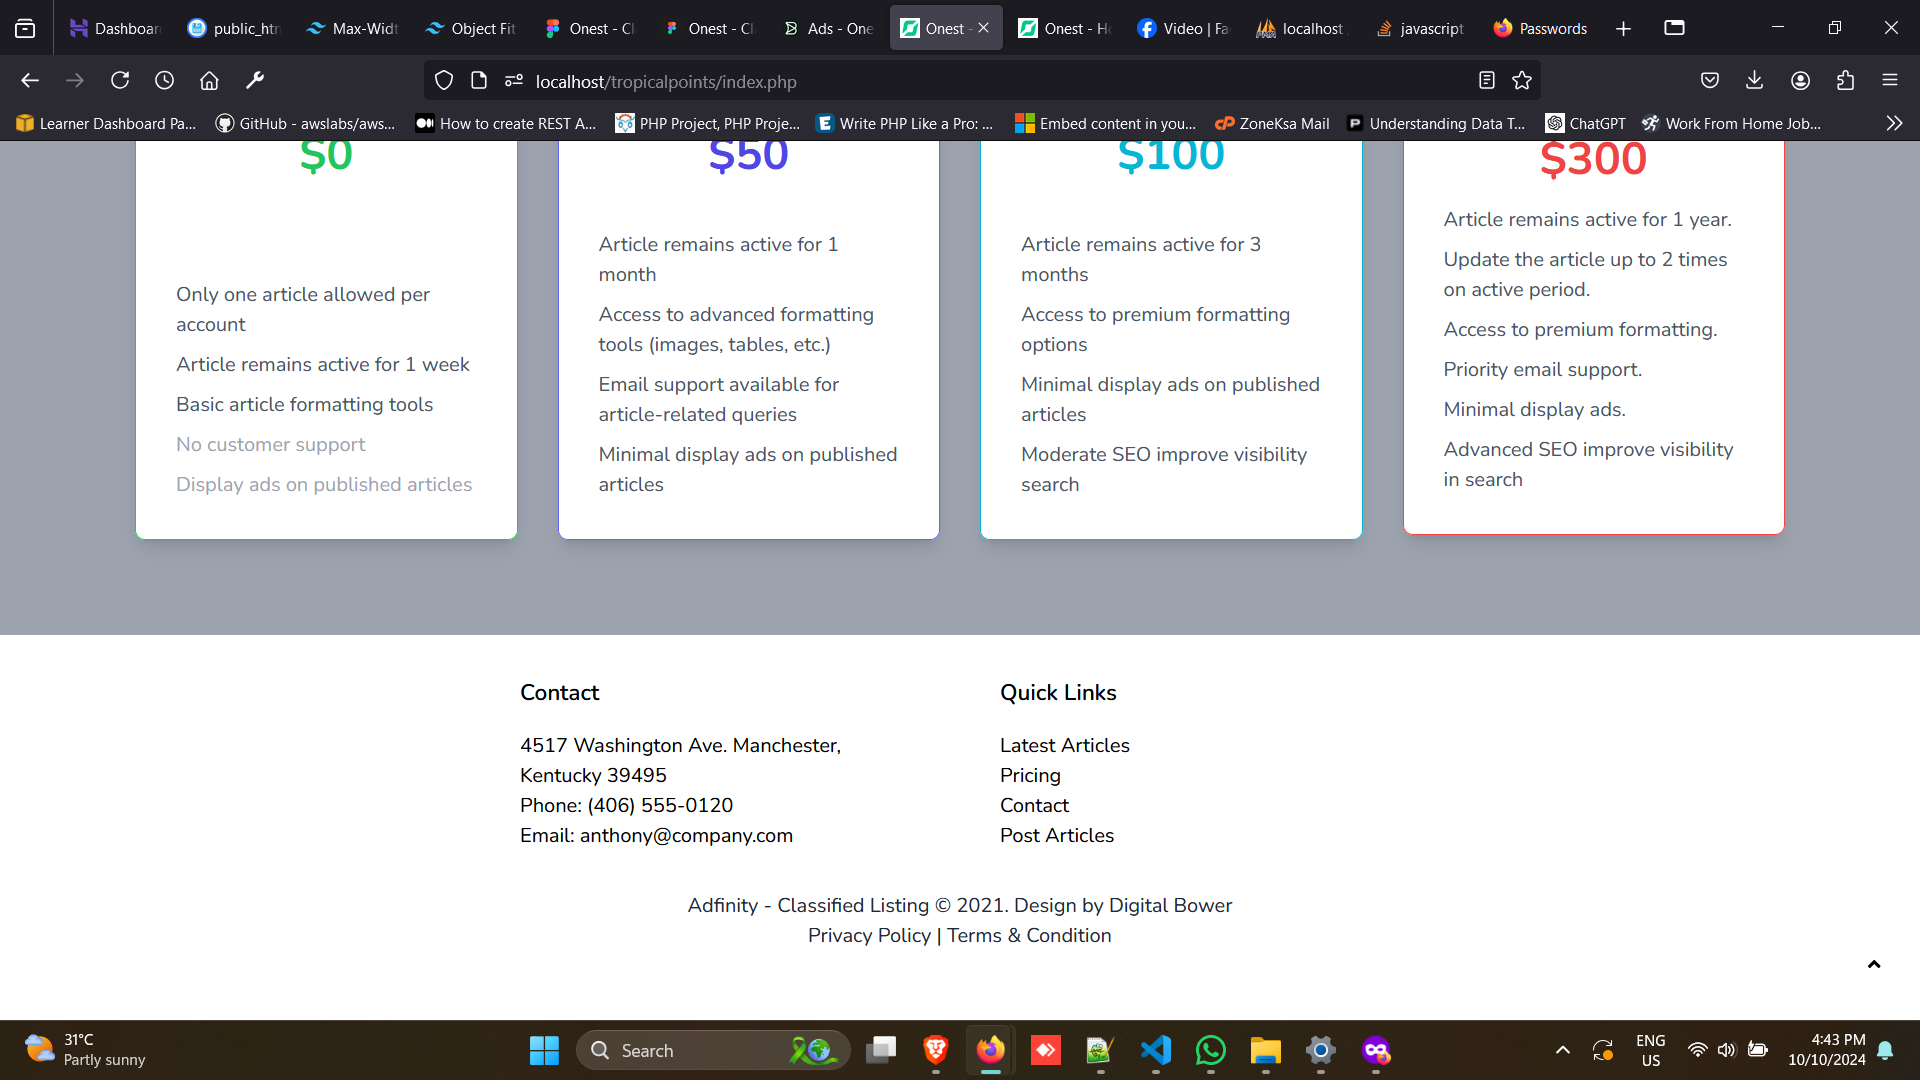 Dashboar
public_htm
Max-Widt
Object Fit
Onest - Cl
Onest - Cl
Ads - One
Onest -
Onest - Ho
Video | Fa
localhost
javascript
Passwords
localhost/tropicalpoints/index.php
Learner Dashboard Pa...
GitHub - awslabs/aws...
How to create REST A...
PHP Project, PHP Proje...
Write PHP Like a Pro: ...
Embed content in you...
ZoneKsa Mail
Understanding Data T...
ChatGPT
Work From Home Job...
$0
Only one article allowed per
account
Article remains active for 1 week
Basic article formatting tools
No customer support
Display ads on published articles
$50
Article remains active for 1
month
Access to advanced formatting
tools (images, tables, etc.)
Email support available for
article-related queries
Minimal display ads on published
articles
$100
Article remains active for 3
months
Access to premium formatting
options
Minimal display ads on published
articles
Moderate SEO improve visibility
search
$300
Article remains active for 1 year.
Update the article up to 2 times
on active period.
Access to premium formatting.
Priority email support.
Minimal display ads.
Advanced SEO improve visibility
in search
Contact
4517 Washington Ave. Manchester,
Kentucky 39495
Phone: (406) 555-0120
Email: anthony@company.com
Quick Links
Latest Articles
Pricing
Contact
Post Articles
Adfinity - Classified Listing © 2021. Design by Digital Bower
Privacy Policy | Terms & Condition
31°C
Partly sunny
Search
ENG
US
4:43 PM
10/10/2024